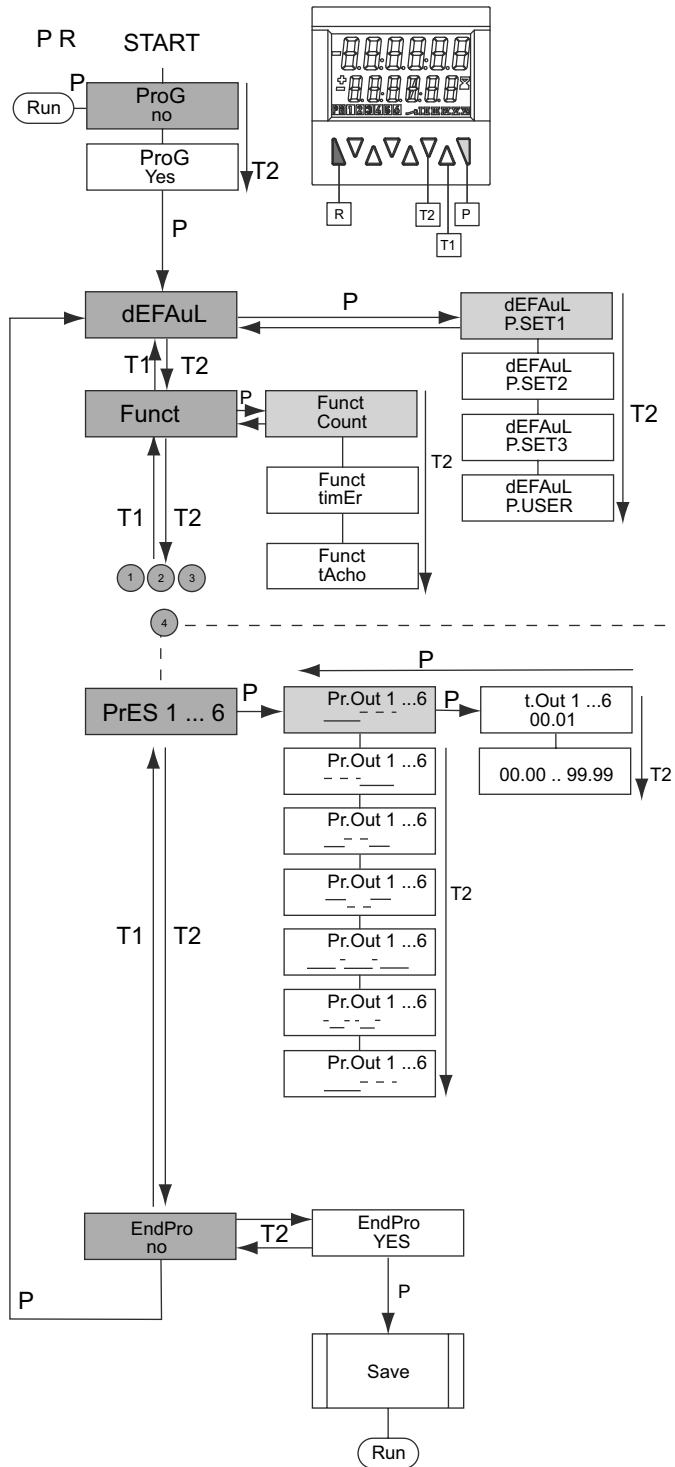 P R START
P
Run
ProG
no
ProG
Yes
T2
P
R
T2
P
T1
dEFAuL
P
dEFAuL
P.SET1
T1 T2
dEFAuL
P.SET2
Funct
P
Funct
Count
dEFAuL
P.SET3
T2
T2
Funct
timEr
dEFAuL
P.USER
T1 T2
Funct
tAcho
1 2 3
4
P
PrES 1 ... 6
P
Pr.Out 1 ...6
P
t.Out 1 ...6
00.01
Pr.Out 1 ...6
00.00 .. 99.99
T2
Pr.Out 1 ...6
Pr.Out 1 ...6
T2
T1 T2
Pr.Out 1 ...6
Pr.Out 1 ...6
Pr.Out 1 ...6
EndPro
no
T2
EndPro
YES
P
P
Save
Run